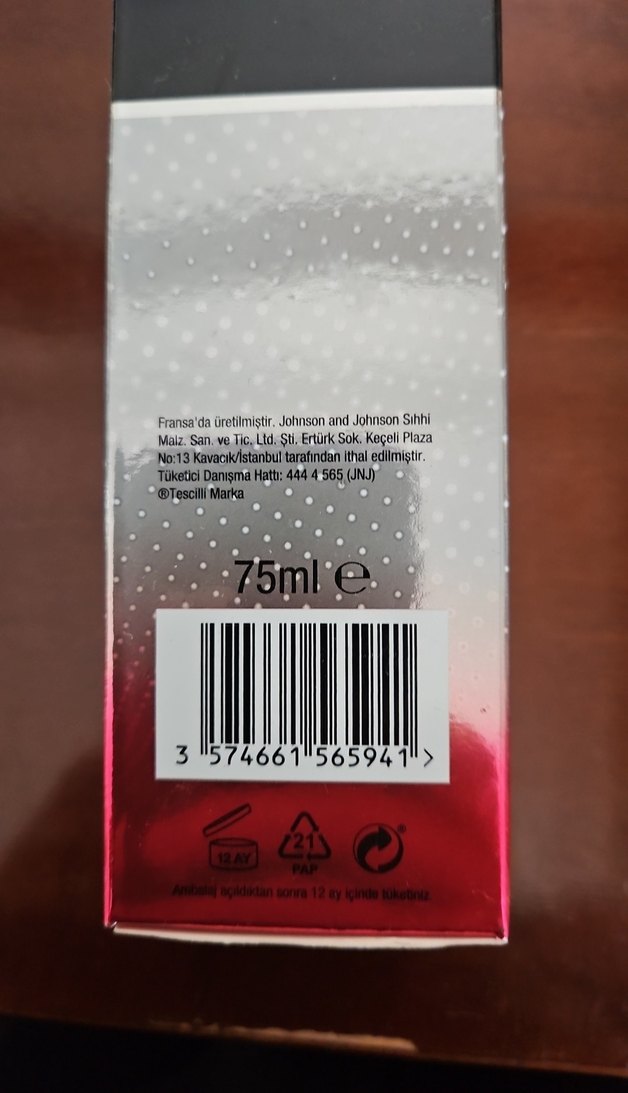 Fransa'da üretilmiştir. Johnson and Johnson Sıhhi
Malz. San. ve Tic. Ltd. Şti. Ertürk Sok. Keçeli Plaza
No:13 Kavacık/İstanbul tarafından ithal edilmiştir.
Tüketici Danışma Hattı: 444 4 565 (JNJ)
®Tescilli Marka
75ml ℮
3 574661 565941 >
12 AY
21
PAP
®
Ambalaj açıldıktan sonra 12 ay içinde tüketiniz